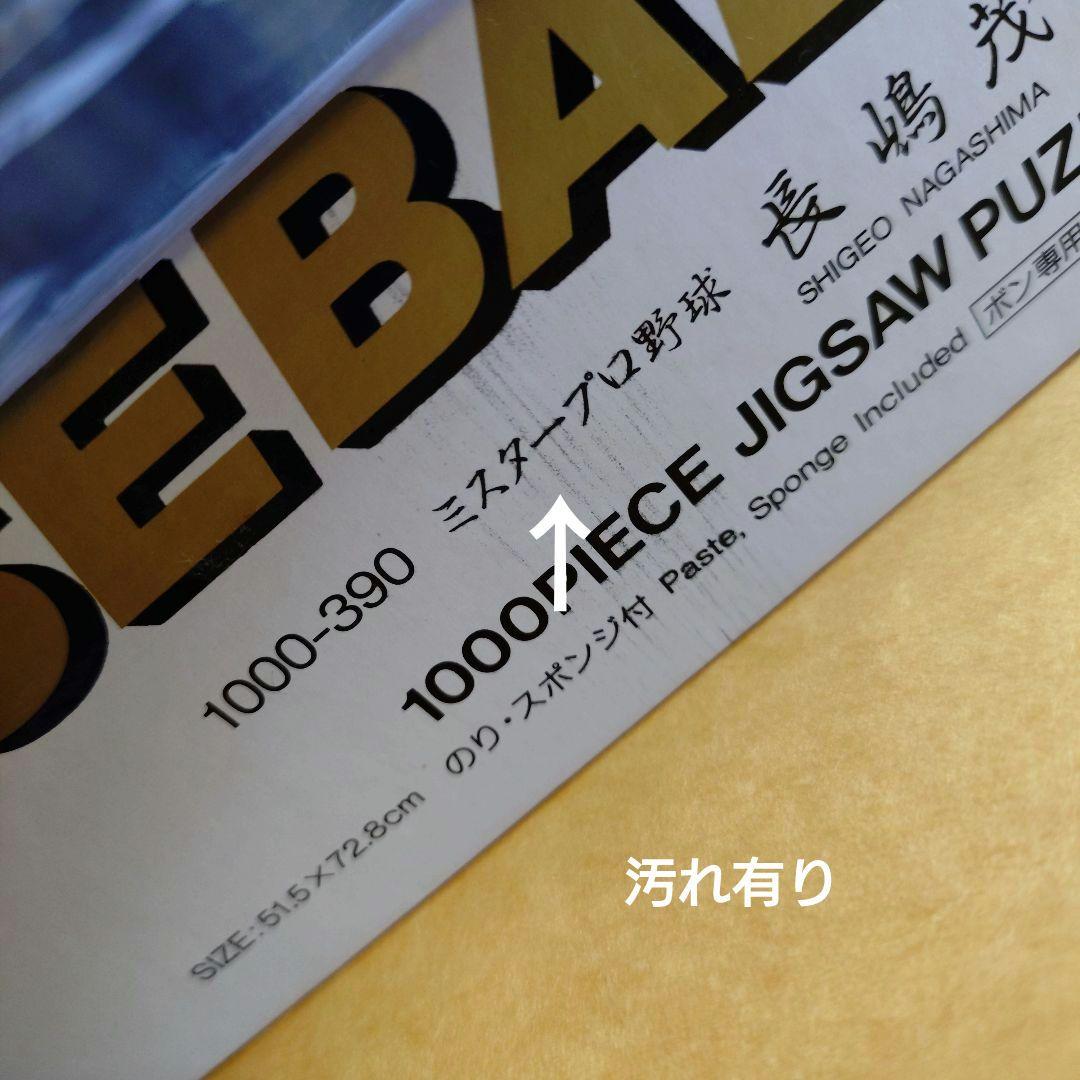 EBA
長嶋茂
SHIGEO NAGASHIMA
ミスタープロ野球
1000-390
1000PIECE JIGSAW PUZ
のり・スポンジ付 Paste, Sponge Included ボン専用
SIZE:51.5×72.8cm
汚れ有り